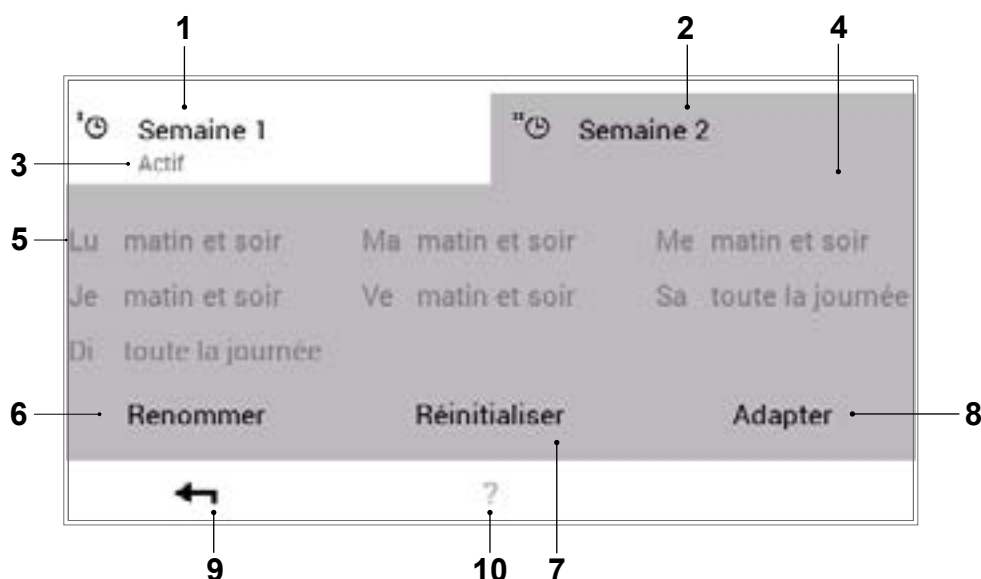 1 2 4
Semaine 1 Semaine 2
3 Actif
5 Lu matin et soir Ma matin et soir Me matin et soir
Je matin et soir Ve matin et soir Sa toute la journée
Di toute la journée
6 Renommer Réinitialiser Adapter 8
?
9 10 7